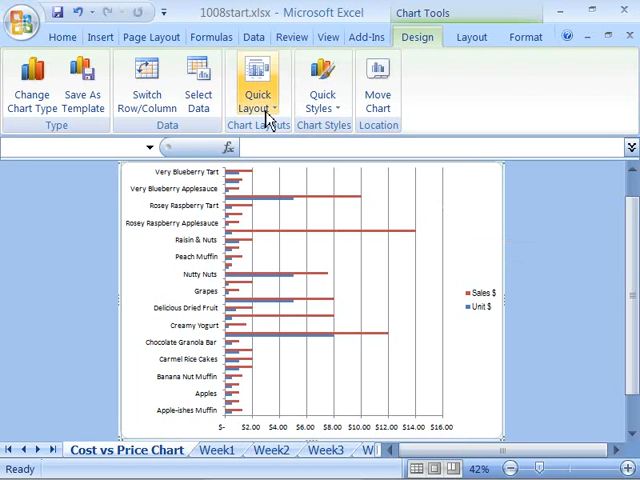 1008start.xlsx - Microsoft Excel
Chart Tools
Home
Insert
Page Layout
Formulas
Data
Review
View
Add-Ins
Design
Layout
Format
Change
Chart Type
Save As
Template
Switch
Row/Column
Select
Data
Quick
Layout
Quick
Styles
Move
Chart
Type
Data
Chart Layouts
Chart Styles
Location
fx
Very Blueberry Tart
Very Blueberry Applesauce
Rosey Raspberry Tart
Rosey Raspberry Applesauce
Raisin & Nuts
Peach Muffin
Nutty Nuts
Grapes
Delicious Dried Fruit
Creamy Yogurt
Chocolate Granola Bar
Carmel Rice Cakes
Banana Nut Muffin
Apples
Apple-ishes Muffin
Sales $
Unit $
$- $2.00 $4.00 $6.00 $8.00 $10.00 $12.00 $14.00 $16.00
Cost vs Price Chart
Week1
Week2
Week3
W
Ready
42%